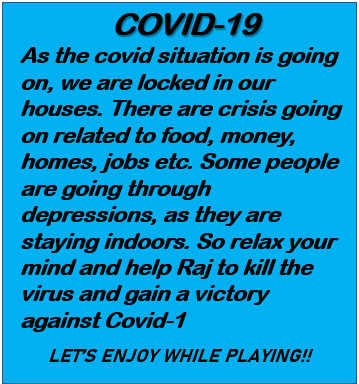 COVID-19
As the covid situation is going
on, we are locked in our
houses. There are crisis going
on related to food, money,
homes, jobs etc. Some people
are going through
depressions, as they are
staying indoors. So relax your
mind and help Raj to kill the
virus and gain a victory
against Covid-1
LET'S ENJOY WHILE PLAYING!!